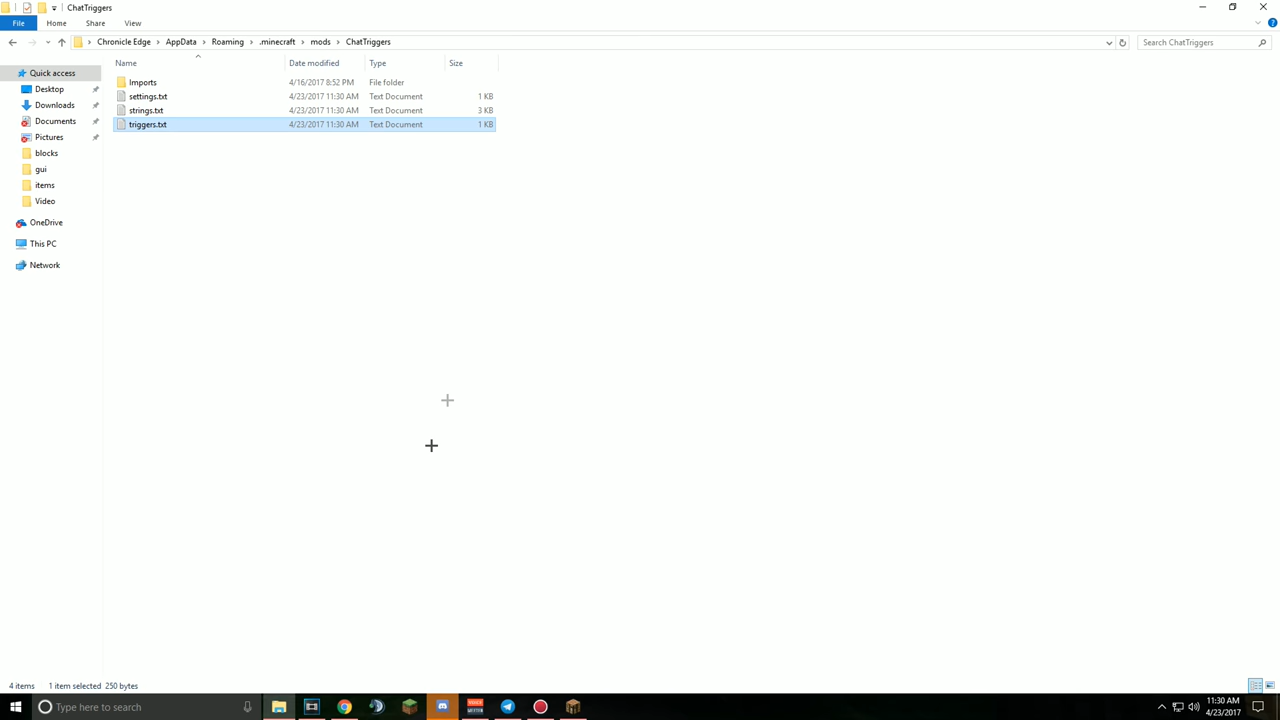 ChatTriggers
File Home Share View
Chronicle Edge AppData Roaming .minecraft mods ChatTriggers Search ChatTriggers
Name Date modified Type Size
Quick access
Desktop
Downloads
Documents
Pictures
blocks
gui
items
Video
OneDrive
This PC
Network
Imports 4/16/2017 8:52 PM File folder
settings.txt 4/23/2017 11:30 AM Text Document 1 KB
strings.txt 4/23/2017 11:30 AM Text Document 3 KB
triggers.txt 4/23/2017 11:30 AM Text Document 1 KB
4 items 1 item selected 250 bytes
Type here to search
11:30 AM
4/23/2017